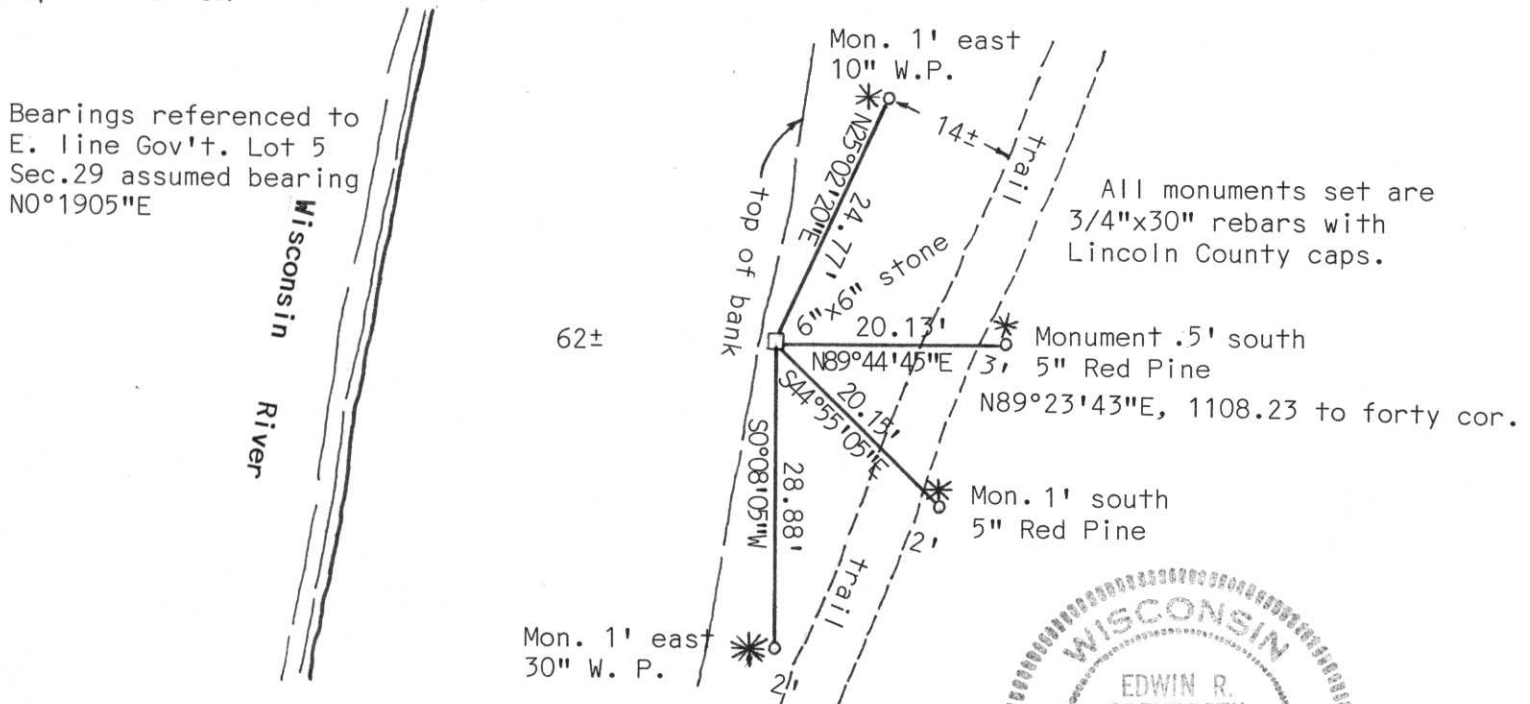 Bearings referenced to
E. line Gov't. Lot 5
Sec.29 assumed bearing
N0°1905"E
Wisconsin
River
62±
top of bank
Mon. 1' east
10" W.P.
14±
trail
N25°02'20"E
24.77'
6"x9" stone
20.13'
N89°44'45"E
3'
Monument .5' south
5" Red Pine
N89°23'43"E, 1108.23 to forty cor.
All monuments set are
3/4"x30" rebars with
Lincoln County caps.
20.15'
S44°55'05"E
Mon. 1' south
5" Red Pine
2'
28.88'
S0°08'05"W
trail
Mon. 1' east
30" W. P.
2'
WISCONSIN
EDWIN R.